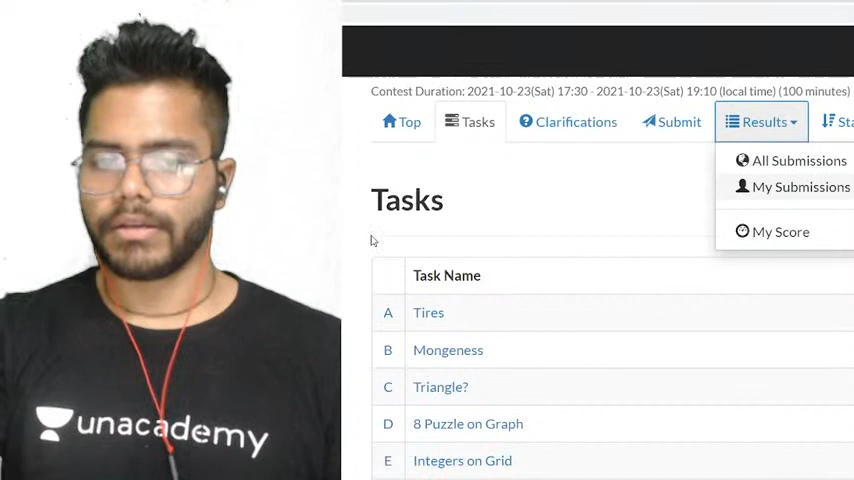 Contest Duration: 2021-10-23(Sat) 17:30 - 2021-10-23(Sat) 19:10 (local time) (100 minutes)
Top Tasks Clarifications Submit Results Sta
All Submissions
My Submissions
My Score
Tasks
Task Name
A Tires
B Mongeness
C Triangle?
D 8 Puzzle on Graph
E Integers on Grid
unacademy